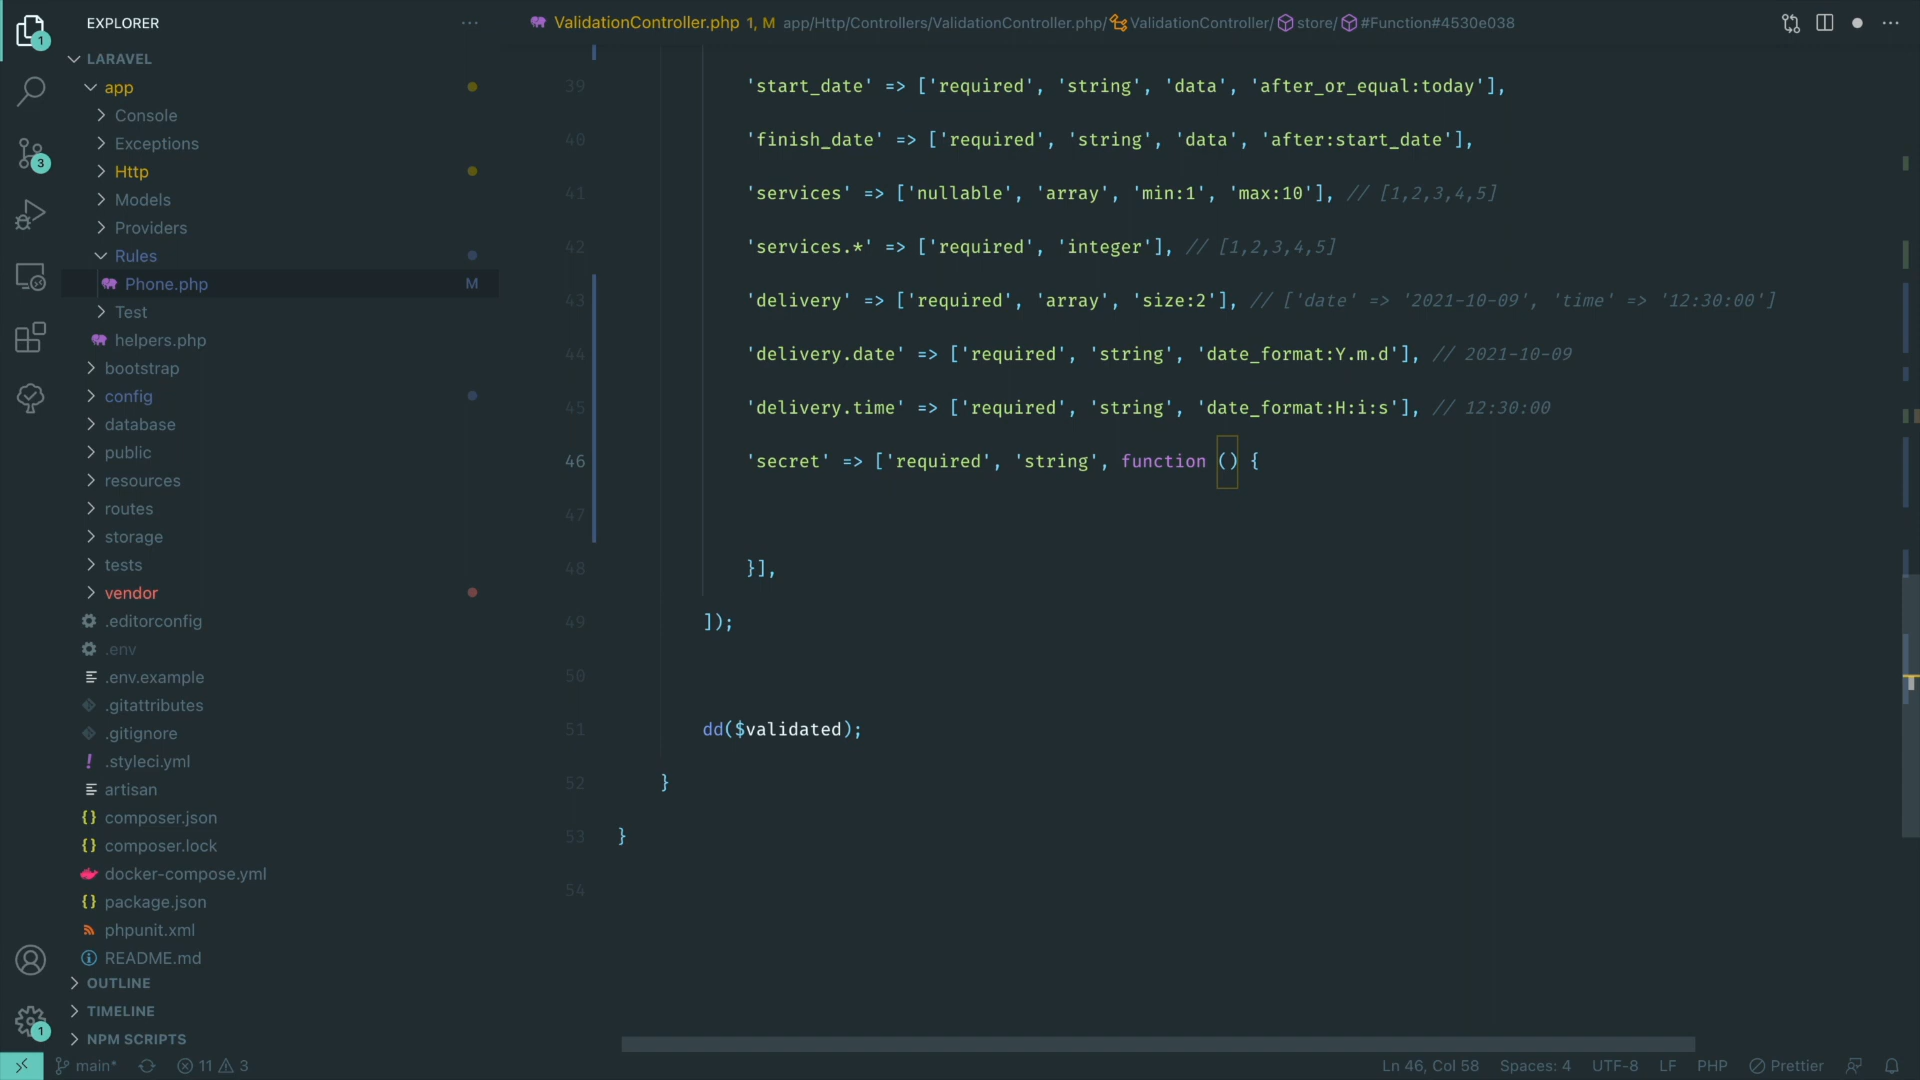 EXPLORER
LARAVEL
app
Console
Exceptions
Http
Models
Providers
Rules
Phone.php M
Test
helpers.php
bootstrap
config
database
public
resources
routes
storage
tests
vendor
.editorconfig
.env
.env.example
.gitattributes
.gitignore
.styleci.yml
artisan
composer.json
composer.lock
docker-compose.yml
package.json
phpunit.xml
README.md
OUTLINE
TIMELINE
NPM SCRIPTS
1
3
1
ValidationController.php 1, M app/Http/Controllers/ValidationController.php/ ValidationController/ store/ #Function#4530e038
39 'start_date' => ['required', 'string', 'data', 'after_or_equal:today'],
40 'finish_date' => ['required', 'string', 'data', 'after:start_date'],
41 'services' => ['nullable', 'array', 'min:1', 'max:10'], // [1,2,3,4,5]
42 'services.*' => ['required', 'integer'], // [1,2,3,4,5]
43 'delivery' => ['required', 'array', 'size:2'], // ['date' => '2021-10-09', 'time' => '12:30:00']
44 'delivery.date' => ['required', 'string', 'date_format:Y.m.d'], // 2021-10-09
45 'delivery.time' => ['required', 'string', 'date_format:H:i:s'], // 12:30:00
46 'secret' => ['required', 'string', function () {
47
48 }],
49 ]);
50
51 dd($validated);
52 }
53 }
54
main* 11 3 Ln 46, Col 58 Spaces: 4 UTF-8 LF PHP Prettier